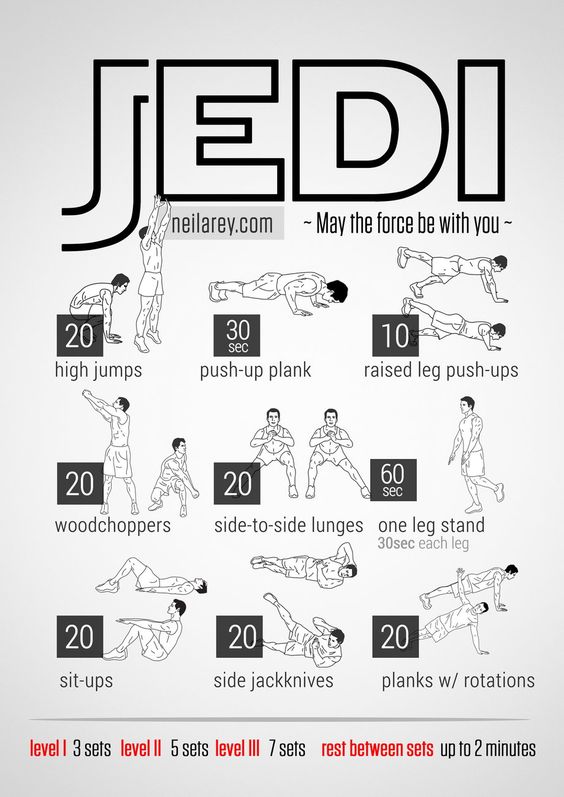 JEDI
neilarey.com ~ May the force be with you ~
20
high jumps
30
sec
push-up plank
10
raised leg push-ups
20
woodchoppers
20
side-to-side lunges
60
sec
one leg stand
30sec each leg
20
sit-ups
20
side jackknives
20
planks w/ rotations
level I 3 sets level II 5 sets level III 7 sets rest between sets up to 2 minutes